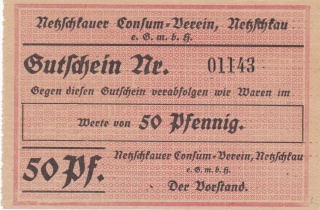 Netzschkauer Consum-Verein, Netzschkau
e. G. m. b. H.
Gutschein Nr. 01143
Gegen diesen Gutschein verabfolgen wir Waren im
Werte von 50 Pfennig.
50 Pf.
Netzschkauer Consum-Verein, Netzschkau
e. G. m. b. H.
Der Vorstand.